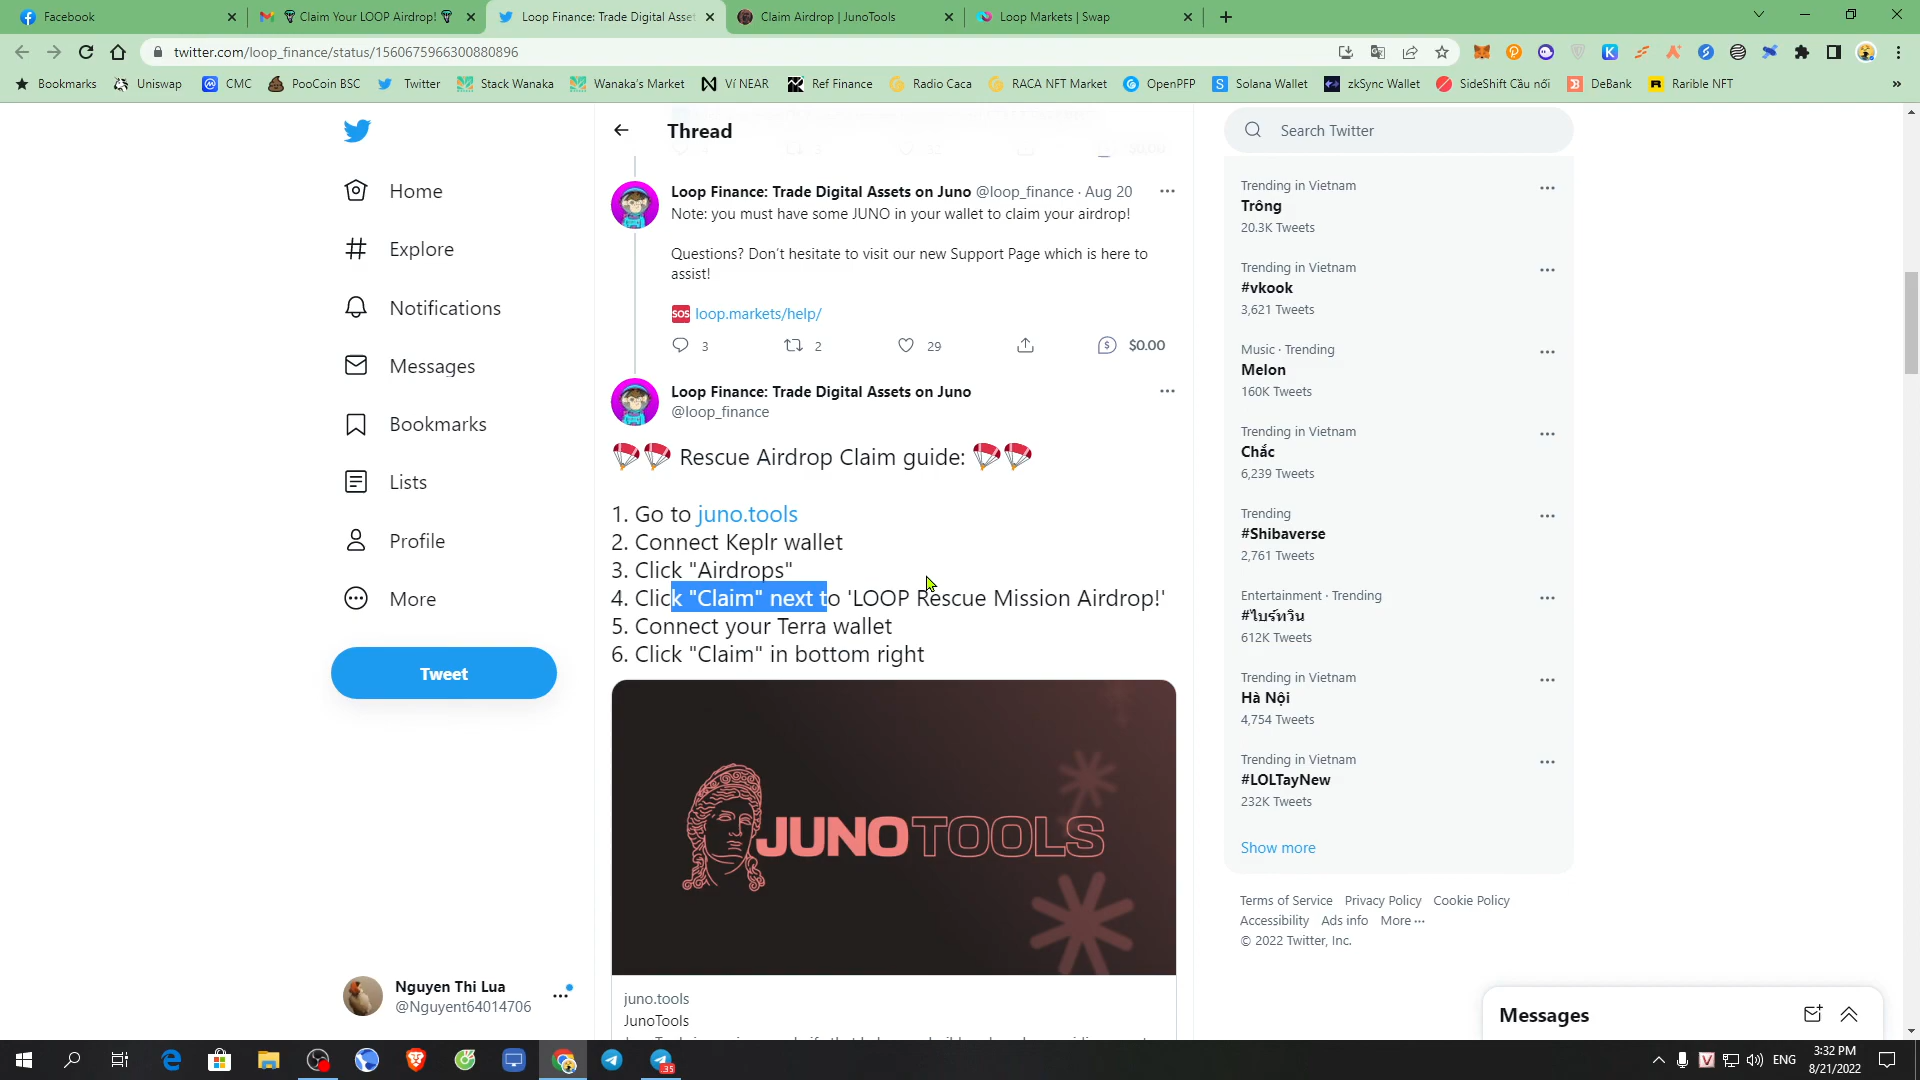 Facebook
Claim Your LOOP Airdrop!
Loop Finance: Trade Digital Asset
Claim Airdrop | JunoTools
Loop Markets | Swap
twitter.com/loop_finance/status/1560675966300880896
Bookmarks
Uniswap
CMC
PooCoin BSC
Twitter
Stack Wanaka
Wanaka's Market
Ví NEAR
Ref Finance
Radio Caca
RACA NFT Market
OpenPFP
Solana Wallet
zkSync Wallet
SideShift Cầu nối
DeBank
Rarible NFT
»
Home
Explore
Notifications
Messages
Bookmarks
Lists
Profile
More
Tweet
Nguyen Thi Lua
@Nguyent64014706
Thread
Loop Finance: Trade Digital Assets on Juno @loop_finance · Aug 20
Note: you must have some JUNO in your wallet to claim your airdrop!
Questions? Don't hesitate to visit our new Support Page which is here to
assist!
SOS loop.markets/help/
3 2 29 $0.00
Loop Finance: Trade Digital Assets on Juno
@loop_finance
Rescue Airdrop Claim guide:
1. Go to juno.tools
2. Connect Keplr wallet
3. Click "Airdrops"
4. Click "Claim" next to 'LOOP Rescue Mission Airdrop!'
5. Connect your Terra wallet
6. Click "Claim" in bottom right
JUNOTOOLS
juno.tools
JunoTools
Search Twitter
Trending in Vietnam
Trông
20.3K Tweets
Trending in Vietnam
#vkook
3,621 Tweets
Music · Trending
Melon
160K Tweets
Trending in Vietnam
Chắc
6,239 Tweets
Trending
#Shibaverse
2,761 Tweets
Entertainment · Trending
#ไบร์ทวิน
612K Tweets
Trending in Vietnam
Hà Nội
4,754 Tweets
Trending in Vietnam
#LOLTayNew
232K Tweets
Show more
Terms of Service Privacy Policy Cookie Policy
Accessibility Ads info More ···
© 2022 Twitter, Inc.
Messages
35
ENG
3:32 PM
8/21/2022